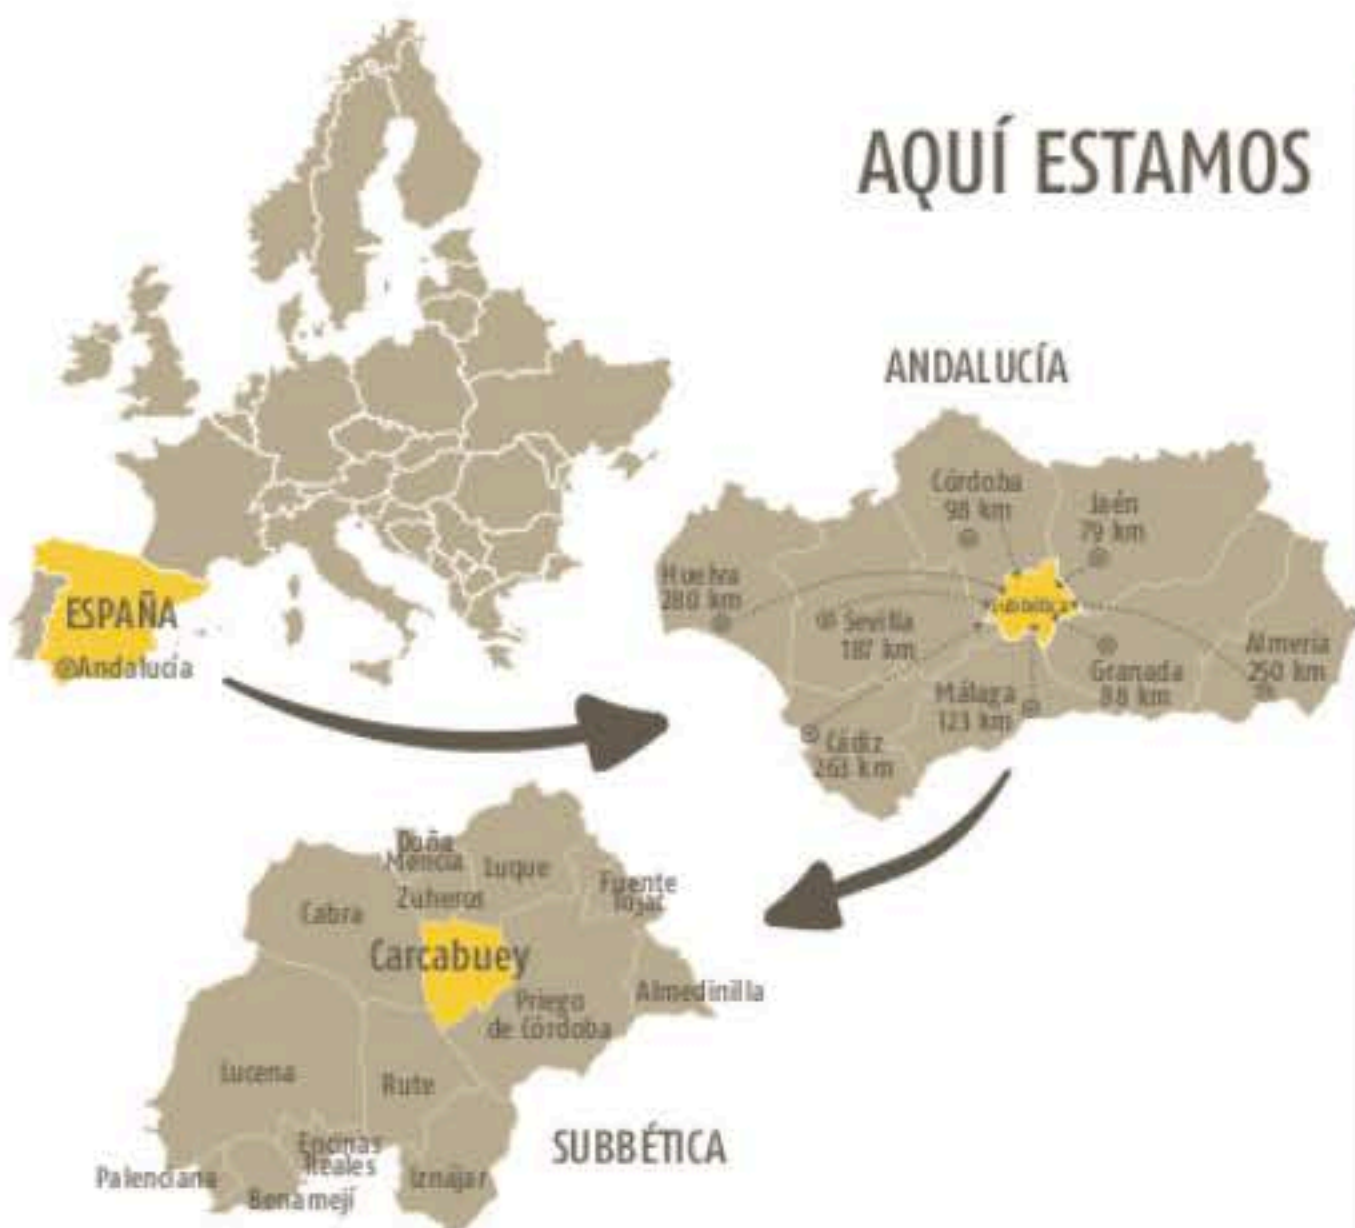 AQUÍ ESTAMOS
ESPAÑA
Andalucía
ANDALUCÍA
Córdoba
98 km
Jaén
79 km
Huelva
280 km
Subbética
Sevilla
187 km
Almería
250 km
Granada
88 km
Málaga
123 km
Cádiz
263 km
Doña
Mencía
Luque
Zuheros
Fuente
Tójar
Cabra
Carcabuey
Almedinilla
Priego
de Córdoba
Lucena
Rute
SUBBÉTICA
Encinas
Reales
Palenciana
Benamejí
Iznajar